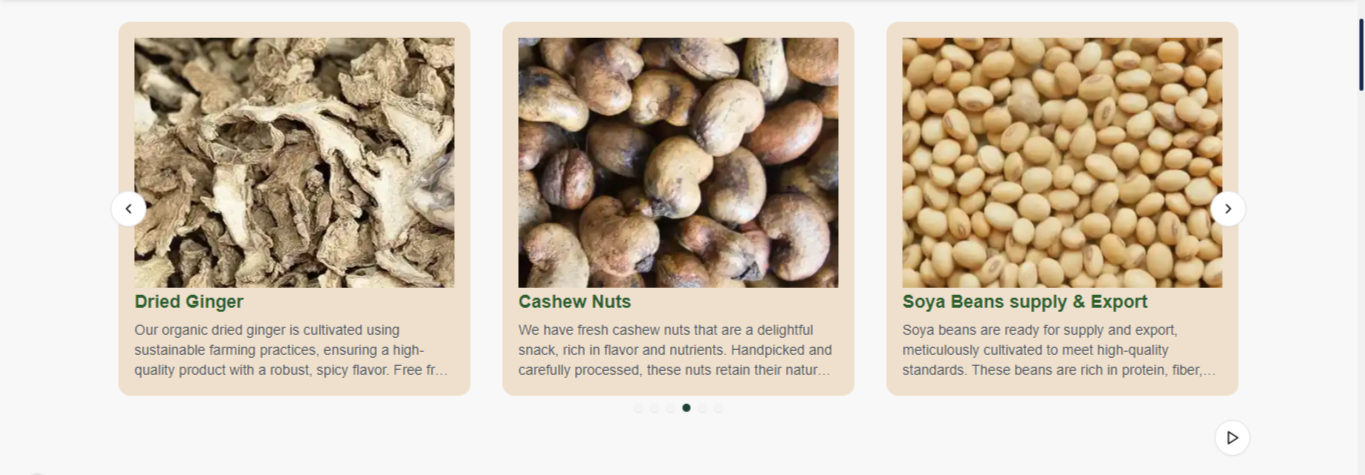 Dried Ginger
Our organic dried ginger is cultivated using
sustainable farming practices, ensuring a high-
quality product with a robust, spicy flavor. Free fr...
Cashew Nuts
We have fresh cashew nuts that are a delightful
snack, rich in flavor and nutrients. Handpicked and
carefully processed, these nuts retain their natur...
Soya Beans supply & Export
Soya beans are ready for supply and export,
meticulously cultivated to meet high-quality
standards. These beans are rich in protein, fiber,...